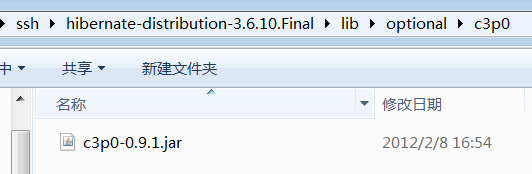 ssh hibernate-distribution-3.6.10.Final lib optional c3p0
中 共享 新建文件夹
名称 修改日期
c3p0-0.9.1.jar 2012/2/8 16:54